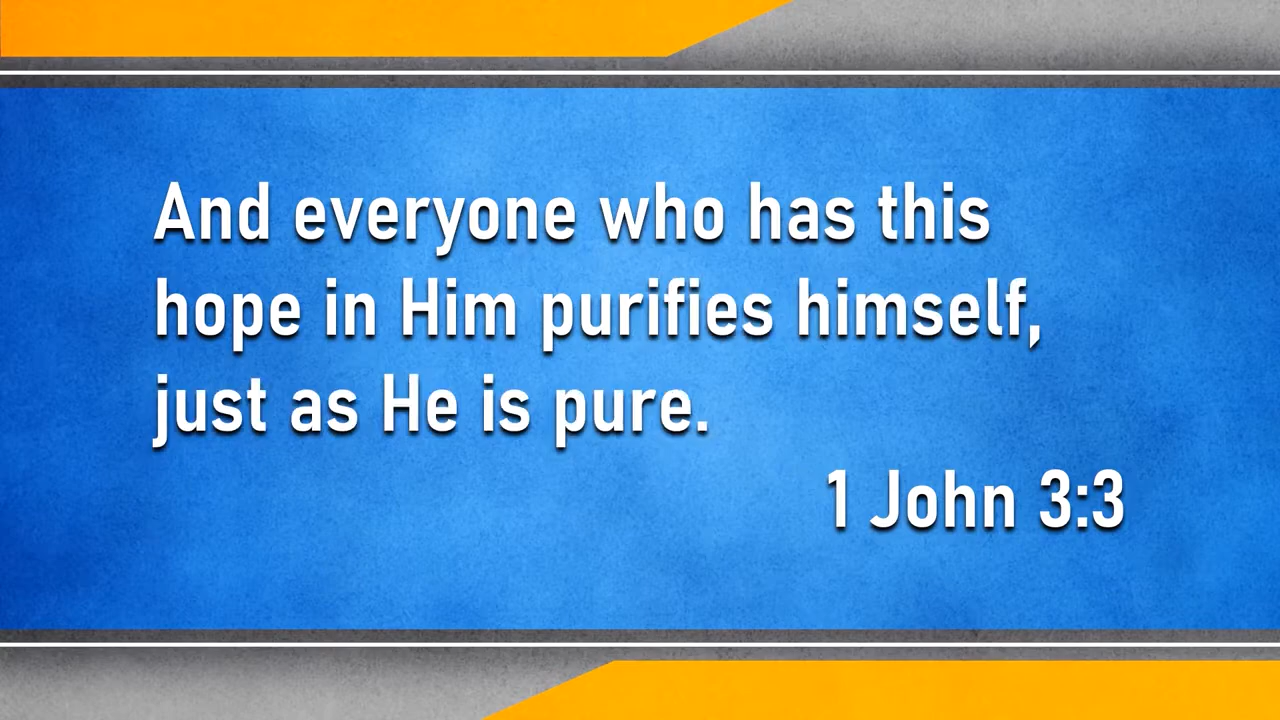 And everyone who has this
hope in Him purifies himself,
just as He is pure.
1 John 3:3